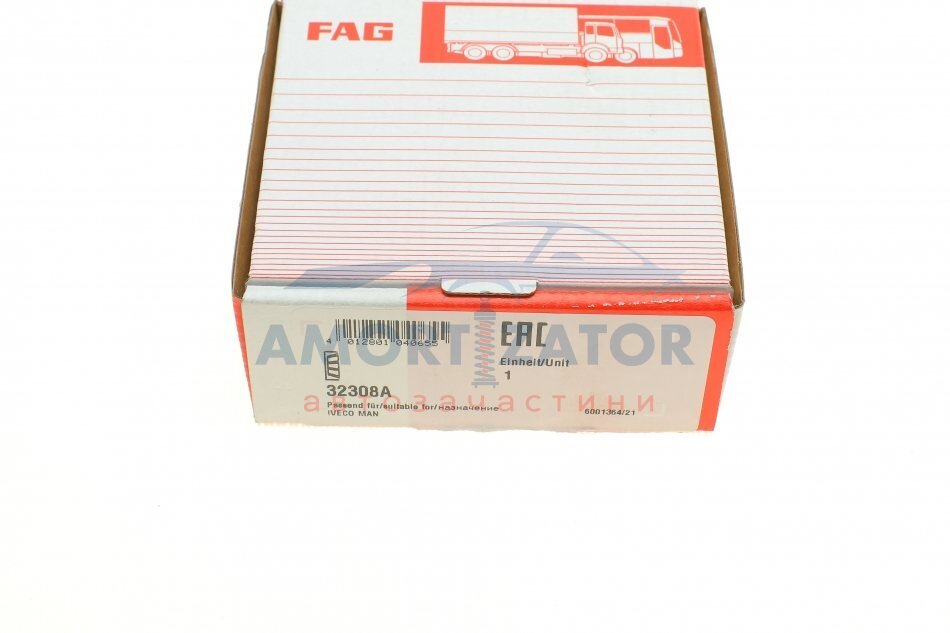 FAG
AMORTIZATOR
автозапчастини
4 012801 040655
EAC
Einheit/Unit
1
32308A
Passend für/suitable for/назначение
IVECO MAN
6001364/21